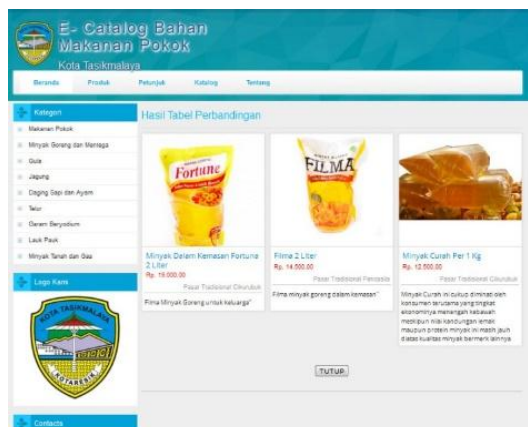 E- Catalog Bahan
Makanan Pokok
Kota Tasikmalaya
Beranda Produk Petunjuk Katalog Tentang
Kategori
Makanan Pokok
Minyak Goreng dan Mentega
Gula
Jagung
Daging Sapi dan Ayam
Telur
Garam Beryodium
Lauk Pauk
Minyak Tanah dan Gas
Logo Kami
KOTA TASIKMALAYA
KOTARESIK
Contacts
Hasil Tabel Perbandingan
Fortune
Minyak Dalam Kemasan Fortune
2 Liter
Rp. 15.000.00
Pasar Tradisional Cikurubuk
Filma Minyak Goreng untuk keluarga"
FILMA
Filma 2 Liter
Rp. 14.500.00
Pasar Tradisional Pancasila
Filma minyak goreng dalam kemasan"
Minyak Curah Per 1 Kg
Rp. 12.500.00
Pasar Tradisional Cikurubuk
Minyak Curah ini cukup diminati oleh
konsumen terutama yang tingkat
ekonominya menengah kebawah
meskipun nilai kandungan lemak
maupun protein minyak ini masih jauh
diatas kualitas minyak bermerk lainnya.
TUTUP